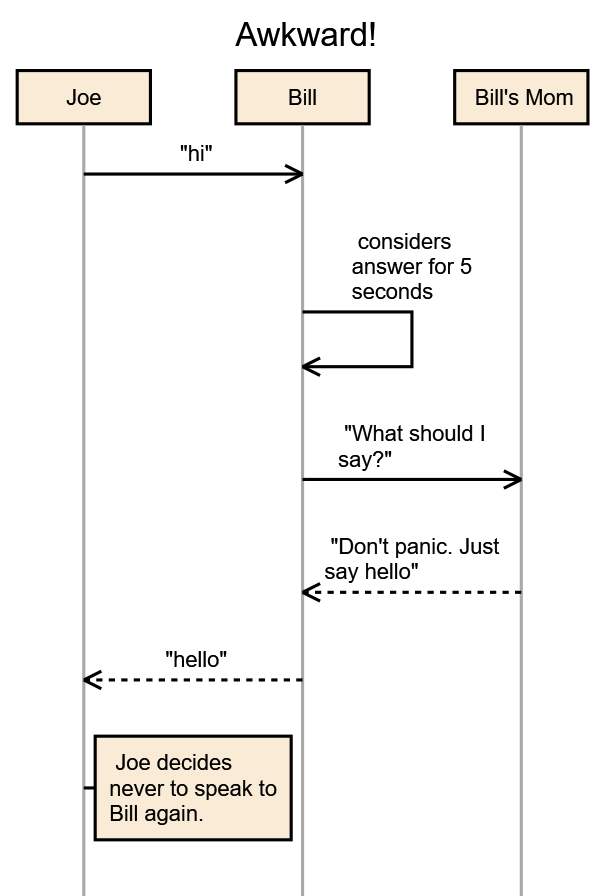 Awkward!
Joe
Bill
Bill's Mom
"hi"
considers
answer for 5
seconds
"What should I
say?"
"Don't panic. Just
say hello"
"hello"
Joe decides
never to speak to
Bill again.